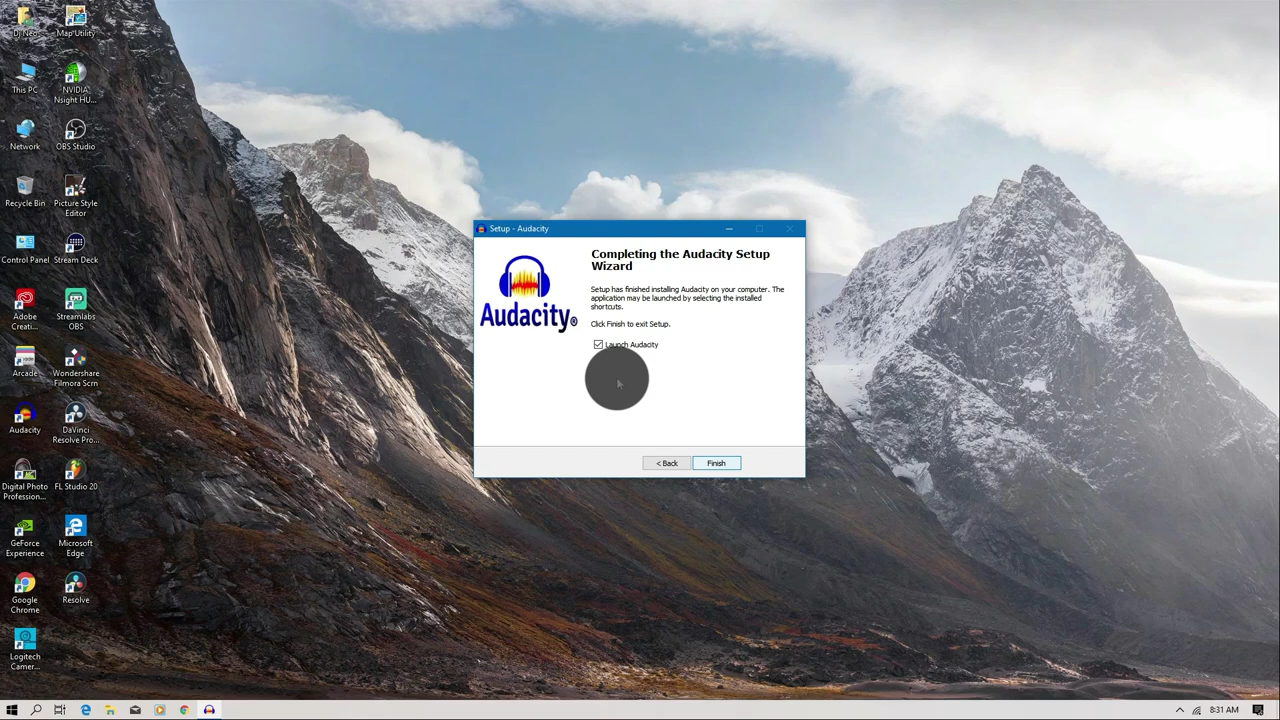 Dj Neo
Map Utility
This PC
NVIDIA
Nsight HU...
Network
OBS Studio
Recycle Bin
Picture Style
Editor
Control Panel
Stream Deck
Adobe
Creati...
Streamlabs
OBS
Arcade
Wondershare
Filmora Scrn
Audacity
DaVinci
Resolve Pro...
Digital Photo
Profession...
FL Studio 20
GeForce
Experience
Microsoft
Edge
Google
Chrome
Resolve
Logitech
Camer...
Setup - Audacity
Audacity®
Completing the Audacity Setup
Wizard
Setup has finished installing Audacity on your computer. The
application may be launched by selecting the installed
shortcuts.
Click Finish to exit Setup.
Launch Audacity
< Back
Finish
8:31 AM